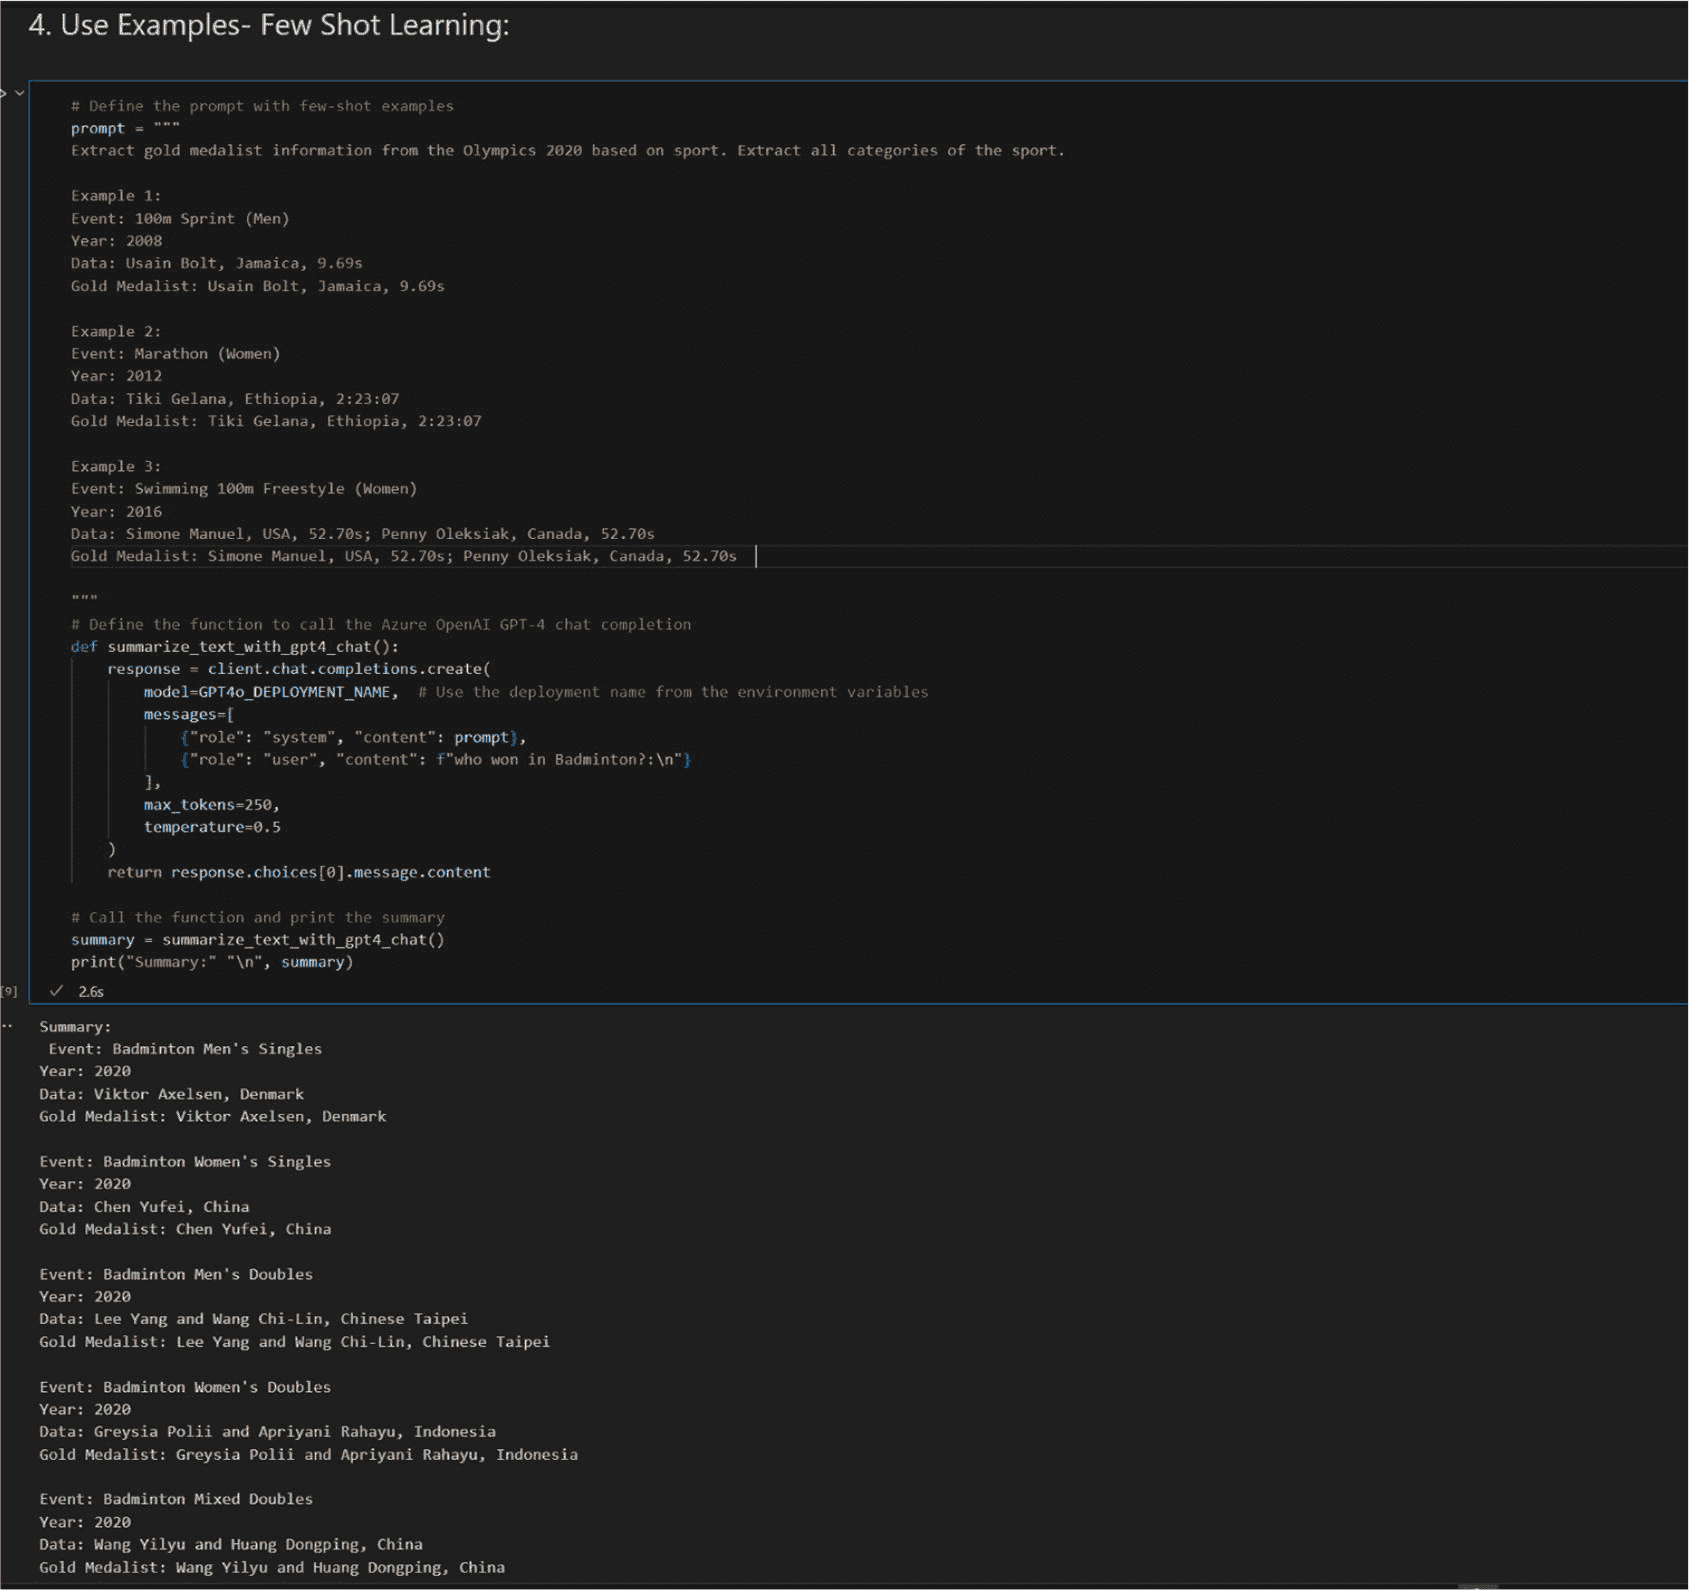 4. Use Examples- Few Shot Learning:
# Define the prompt with few-shot examples
prompt = """
Extract gold medalist information from the Olympics 2020 based on sport. Extract all categories of the sport.
Example 1:
Event: 100m Sprint (Men)
Year: 2008
Data: Usain Bolt, Jamaica, 9.69s
Gold Medalist: Usain Bolt, Jamaica, 9.69s
Example 2:
Event: Marathon (Women)
Year: 2012
Data: Tiki Gelana, Ethiopia, 2:23:07
Gold Medalist: Tiki Gelana, Ethiopia, 2:23:07
Example 3:
Event: Swimming 100m Freestyle (Women)
Year: 2016
Data: Simone Manuel, USA, 52.70s; Penny Oleksiak, Canada, 52.70s
Gold Medalist: Simone Manuel, USA, 52.70s; Penny Oleksiak, Canada, 52.70s
"""
# Define the function to call the Azure OpenAI GPT-4 chat completion
def summarize_text_with_gpt4_chat():
    response = client.chat.completions.create(
        model=GPT4o_DEPLOYMENT_NAME,  # Use the deployment name from the environment variables
        messages=[
            {"role": "system", "content": prompt},
            {"role": "user", "content": f"who won in Badminton?:\n"}
        ],
        max_tokens=250,
        temperature=0.5
    )
    return response.choices[0].message.content
# Call the function and print the summary
summary = summarize_text_with_gpt4_chat()
print("Summary:" "\n", summary)
[9] 2.6s
Summary:
 Event: Badminton Men's Singles
Year: 2020
Data: Viktor Axelsen, Denmark
Gold Medalist: Viktor Axelsen, Denmark
Event: Badminton Women's Singles
Year: 2020
Data: Chen Yufei, China
Gold Medalist: Chen Yufei, China
Event: Badminton Men's Doubles
Year: 2020
Data: Lee Yang and Wang Chi-Lin, Chinese Taipei
Gold Medalist: Lee Yang and Wang Chi-Lin, Chinese Taipei
Event: Badminton Women's Doubles
Year: 2020
Data: Greysia Polii and Apriyani Rahayu, Indonesia
Gold Medalist: Greysia Polii and Apriyani Rahayu, Indonesia
Event: Badminton Mixed Doubles
Year: 2020
Data: Wang Yilyu and Huang Dongping, China
Gold Medalist: Wang Yilyu and Huang Dongping, China